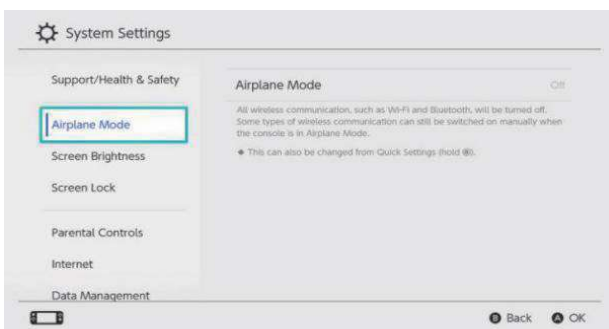 System Settings
Support/Health & Safety
Airplane Mode
Screen Brightness
Screen Lock
Parental Controls
Internet
Data Management
Airplane Mode Off
All wireless communication, such as Wi-Fi and Bluetooth, will be turned off.
Some types of wireless communication can still be switched on manually when
the console is in Airplane Mode.
◆ This can also be changed from Quick Settings (hold ).
B Back A OK